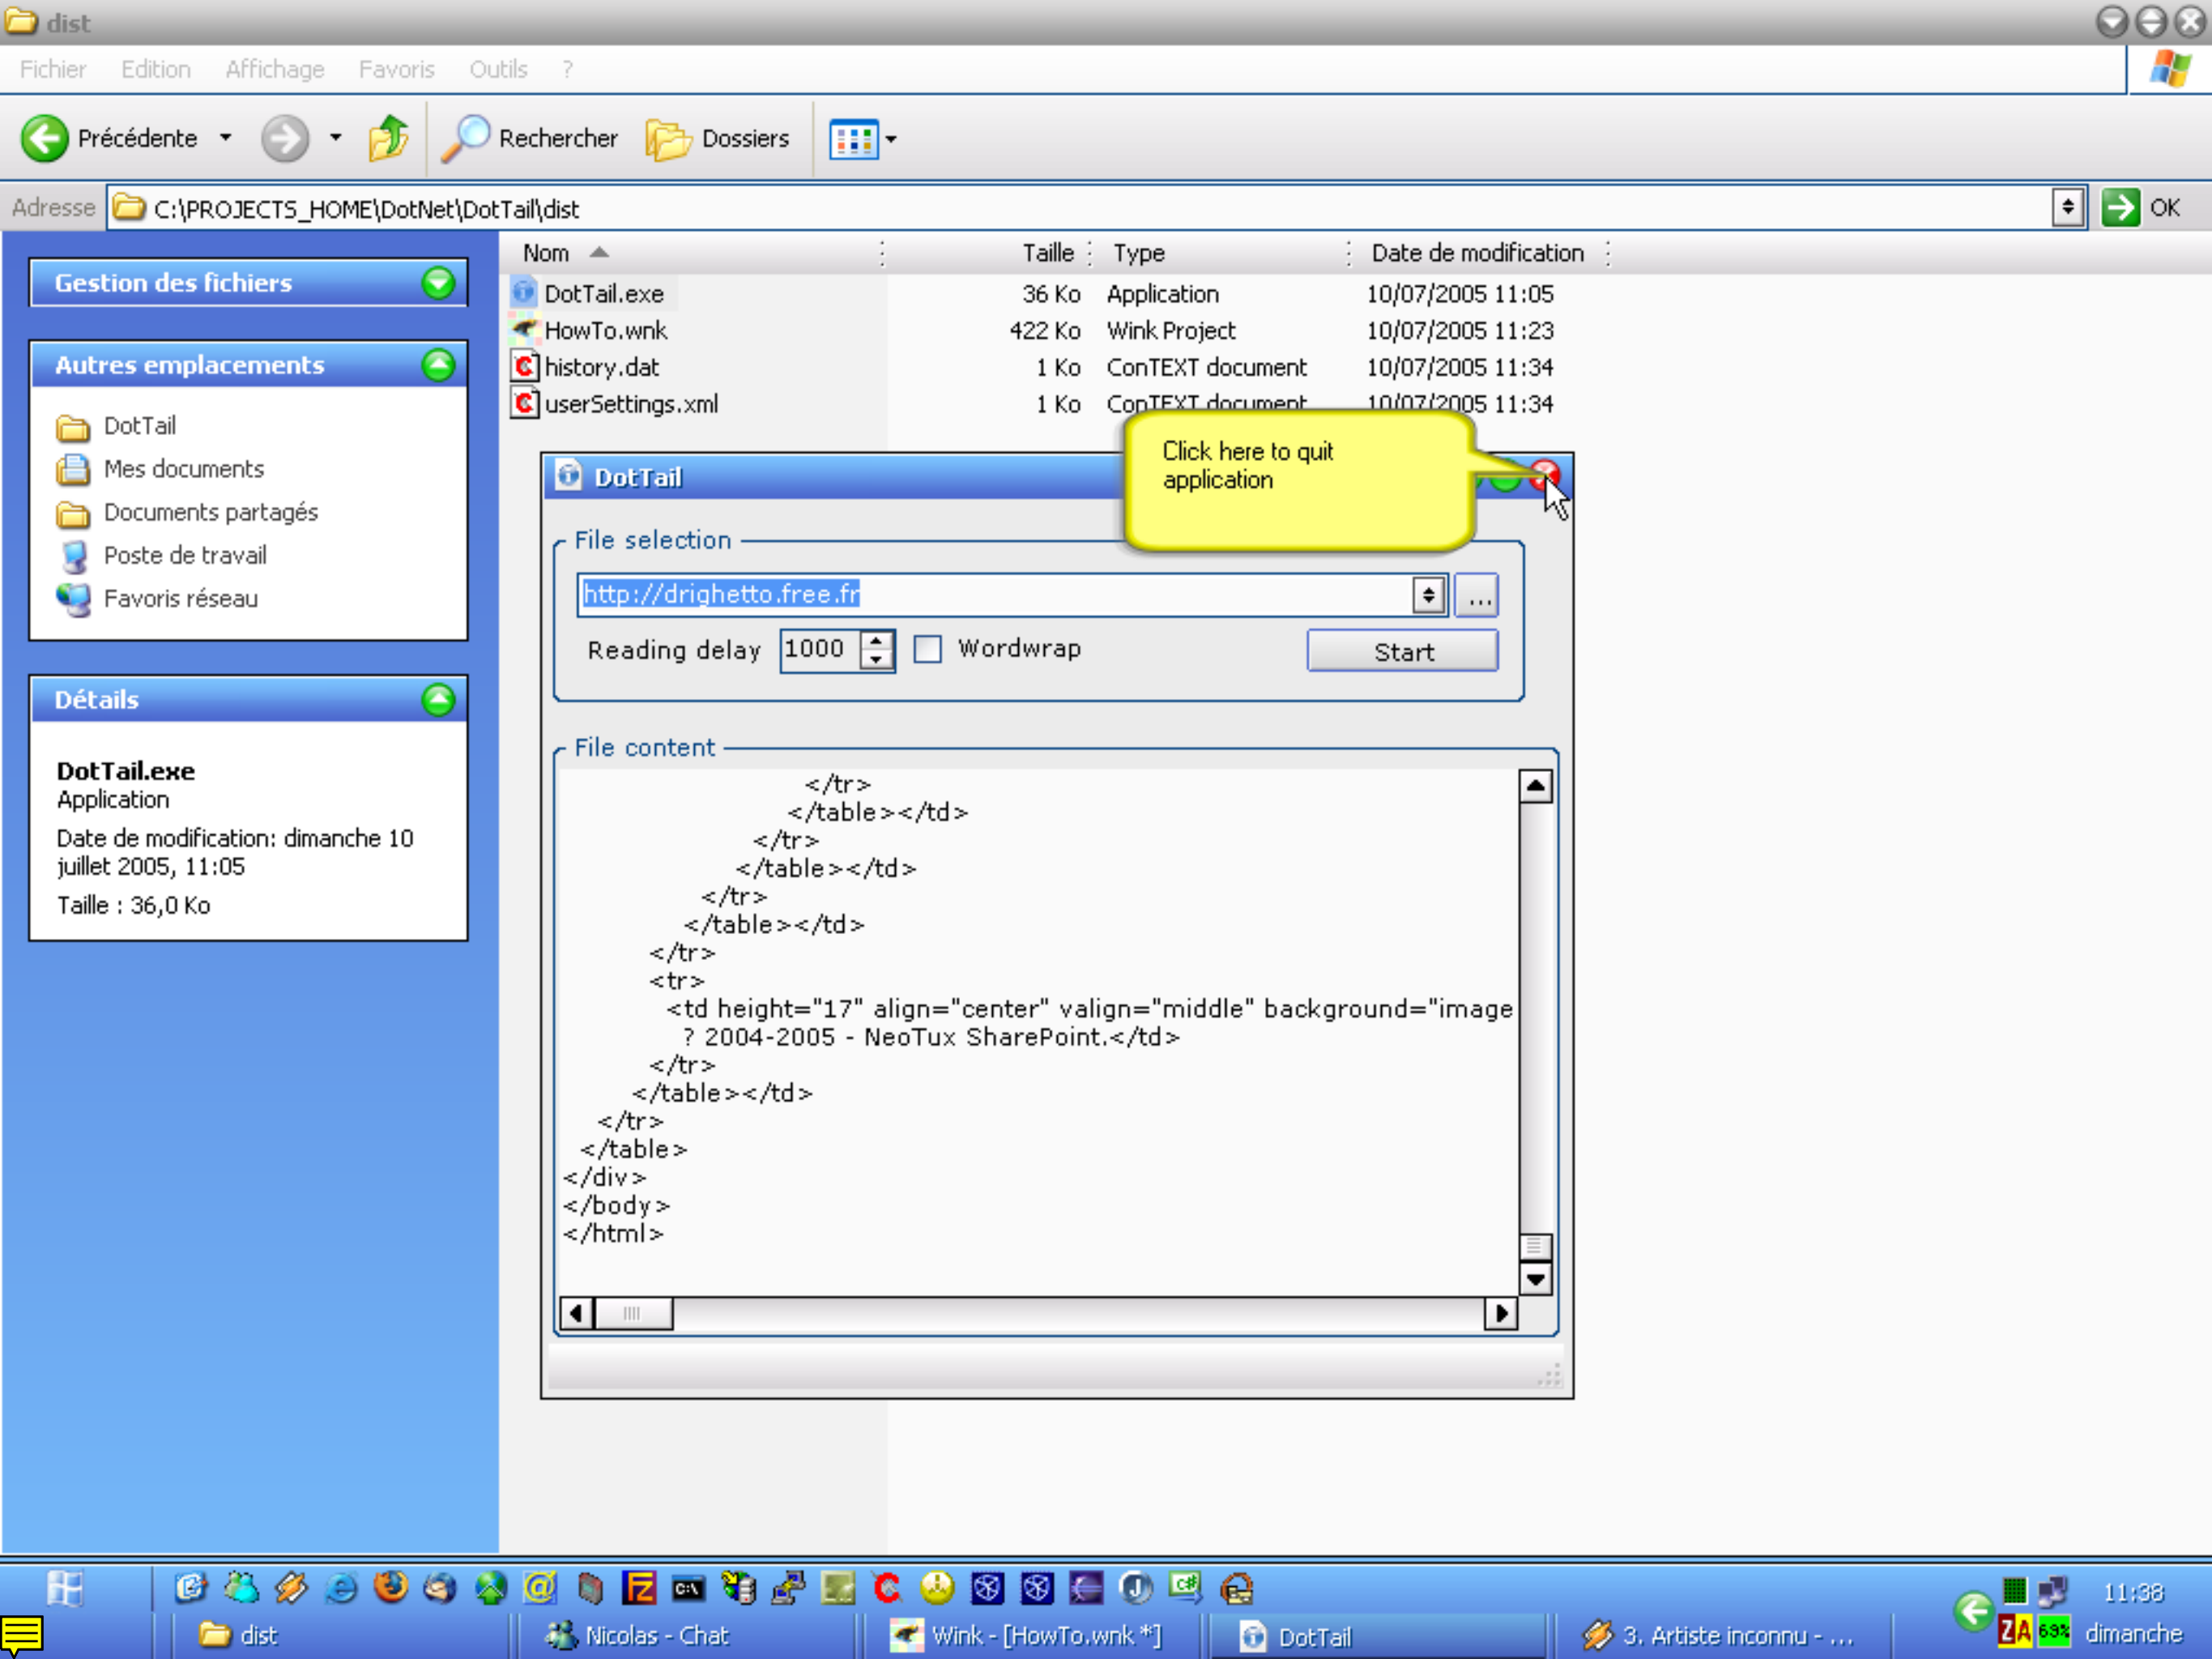 dist
Fichier Edition Affichage Favoris Outils ?
Précédente Rechercher Dossiers
Adresse C:\PROJECTS_HOME\DotNet\DotTail\dist OK
Gestion des fichiers
Autres emplacements
DotTail
Mes documents
Documents partagés
Poste de travail
Favoris réseau
Détails
DotTail.exe
Application
Date de modification: dimanche 10
juillet 2005, 11:05
Taille : 36,0 Ko
Nom Taille Type Date de modification
DotTail.exe 36 Ko Application 10/07/2005 11:05
HowTo.wnk 422 Ko Wink Project 10/07/2005 11:23
history.dat 1 Ko ConTEXT document 10/07/2005 11:34
userSettings.xml 1 Ko ConTEXT document 10/07/2005 11:34
Click here to quit
application
DotTail
File selection
http://drighetto.free.fr ...
Reading delay 1000 Wordwrap Start
File content
</tr>
</table></td>
</tr>
</table></td>
</tr>
</table></td>
</tr>
<tr>
<td height="17" align="center" valign="middle" background="image
? 2004-2005 - NeoTux SharePoint.</td>
</tr>
</table></td>
</tr>
</table>
</div>
</body>
</html>
11:38
dist Nicolas - Chat Wink - [HowTo.wnk *] DotTail 3. Artiste inconnu - ... ZA 69% dimanche